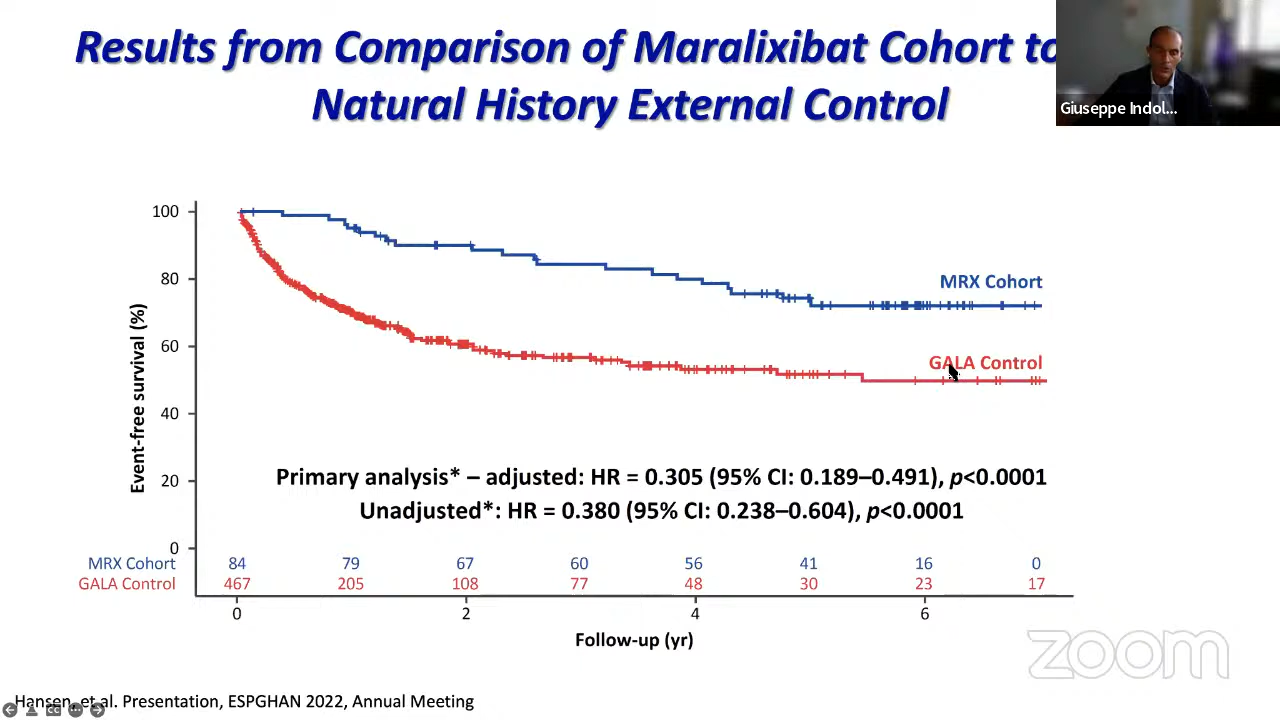 Results from Comparison of Maralixibat Cohort to
Natural History External Control
Giuseppe Indol...
100
80
60
40
20
0
Event-free survival (%)
MRX Cohort
GALA Control
Primary analysis* – adjusted: HR = 0.305 (95% CI: 0.189–0.491), p<0.0001
Unadjusted*: HR = 0.380 (95% CI: 0.238–0.604), p<0.0001
MRX Cohort 84 79 67 60 56 41 16 0
GALA Control 467 205 108 77 48 30 23 17
0 2 4 6
Follow-up (yr)
zoom
Hansen, et al. Presentation, ESPGHAN 2022, Annual Meeting